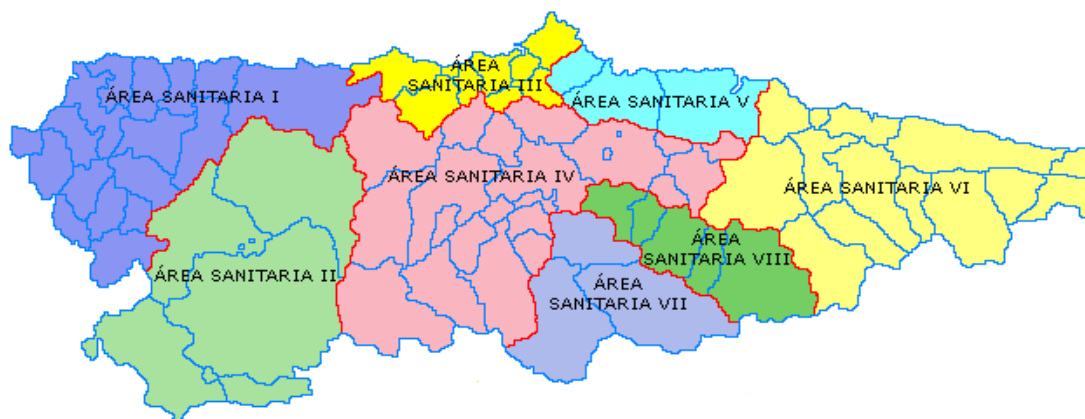 ÁREA
SANITARIA III
ÁREA SANITARIA I
ÁREA SANITARIA V
ÁREA SANITARIA IV
ÁREA SANITARIA VI
ÁREA
SANITARIA VIII
ÁREA SANITARIA II
ÁREA
SANITARIA VII